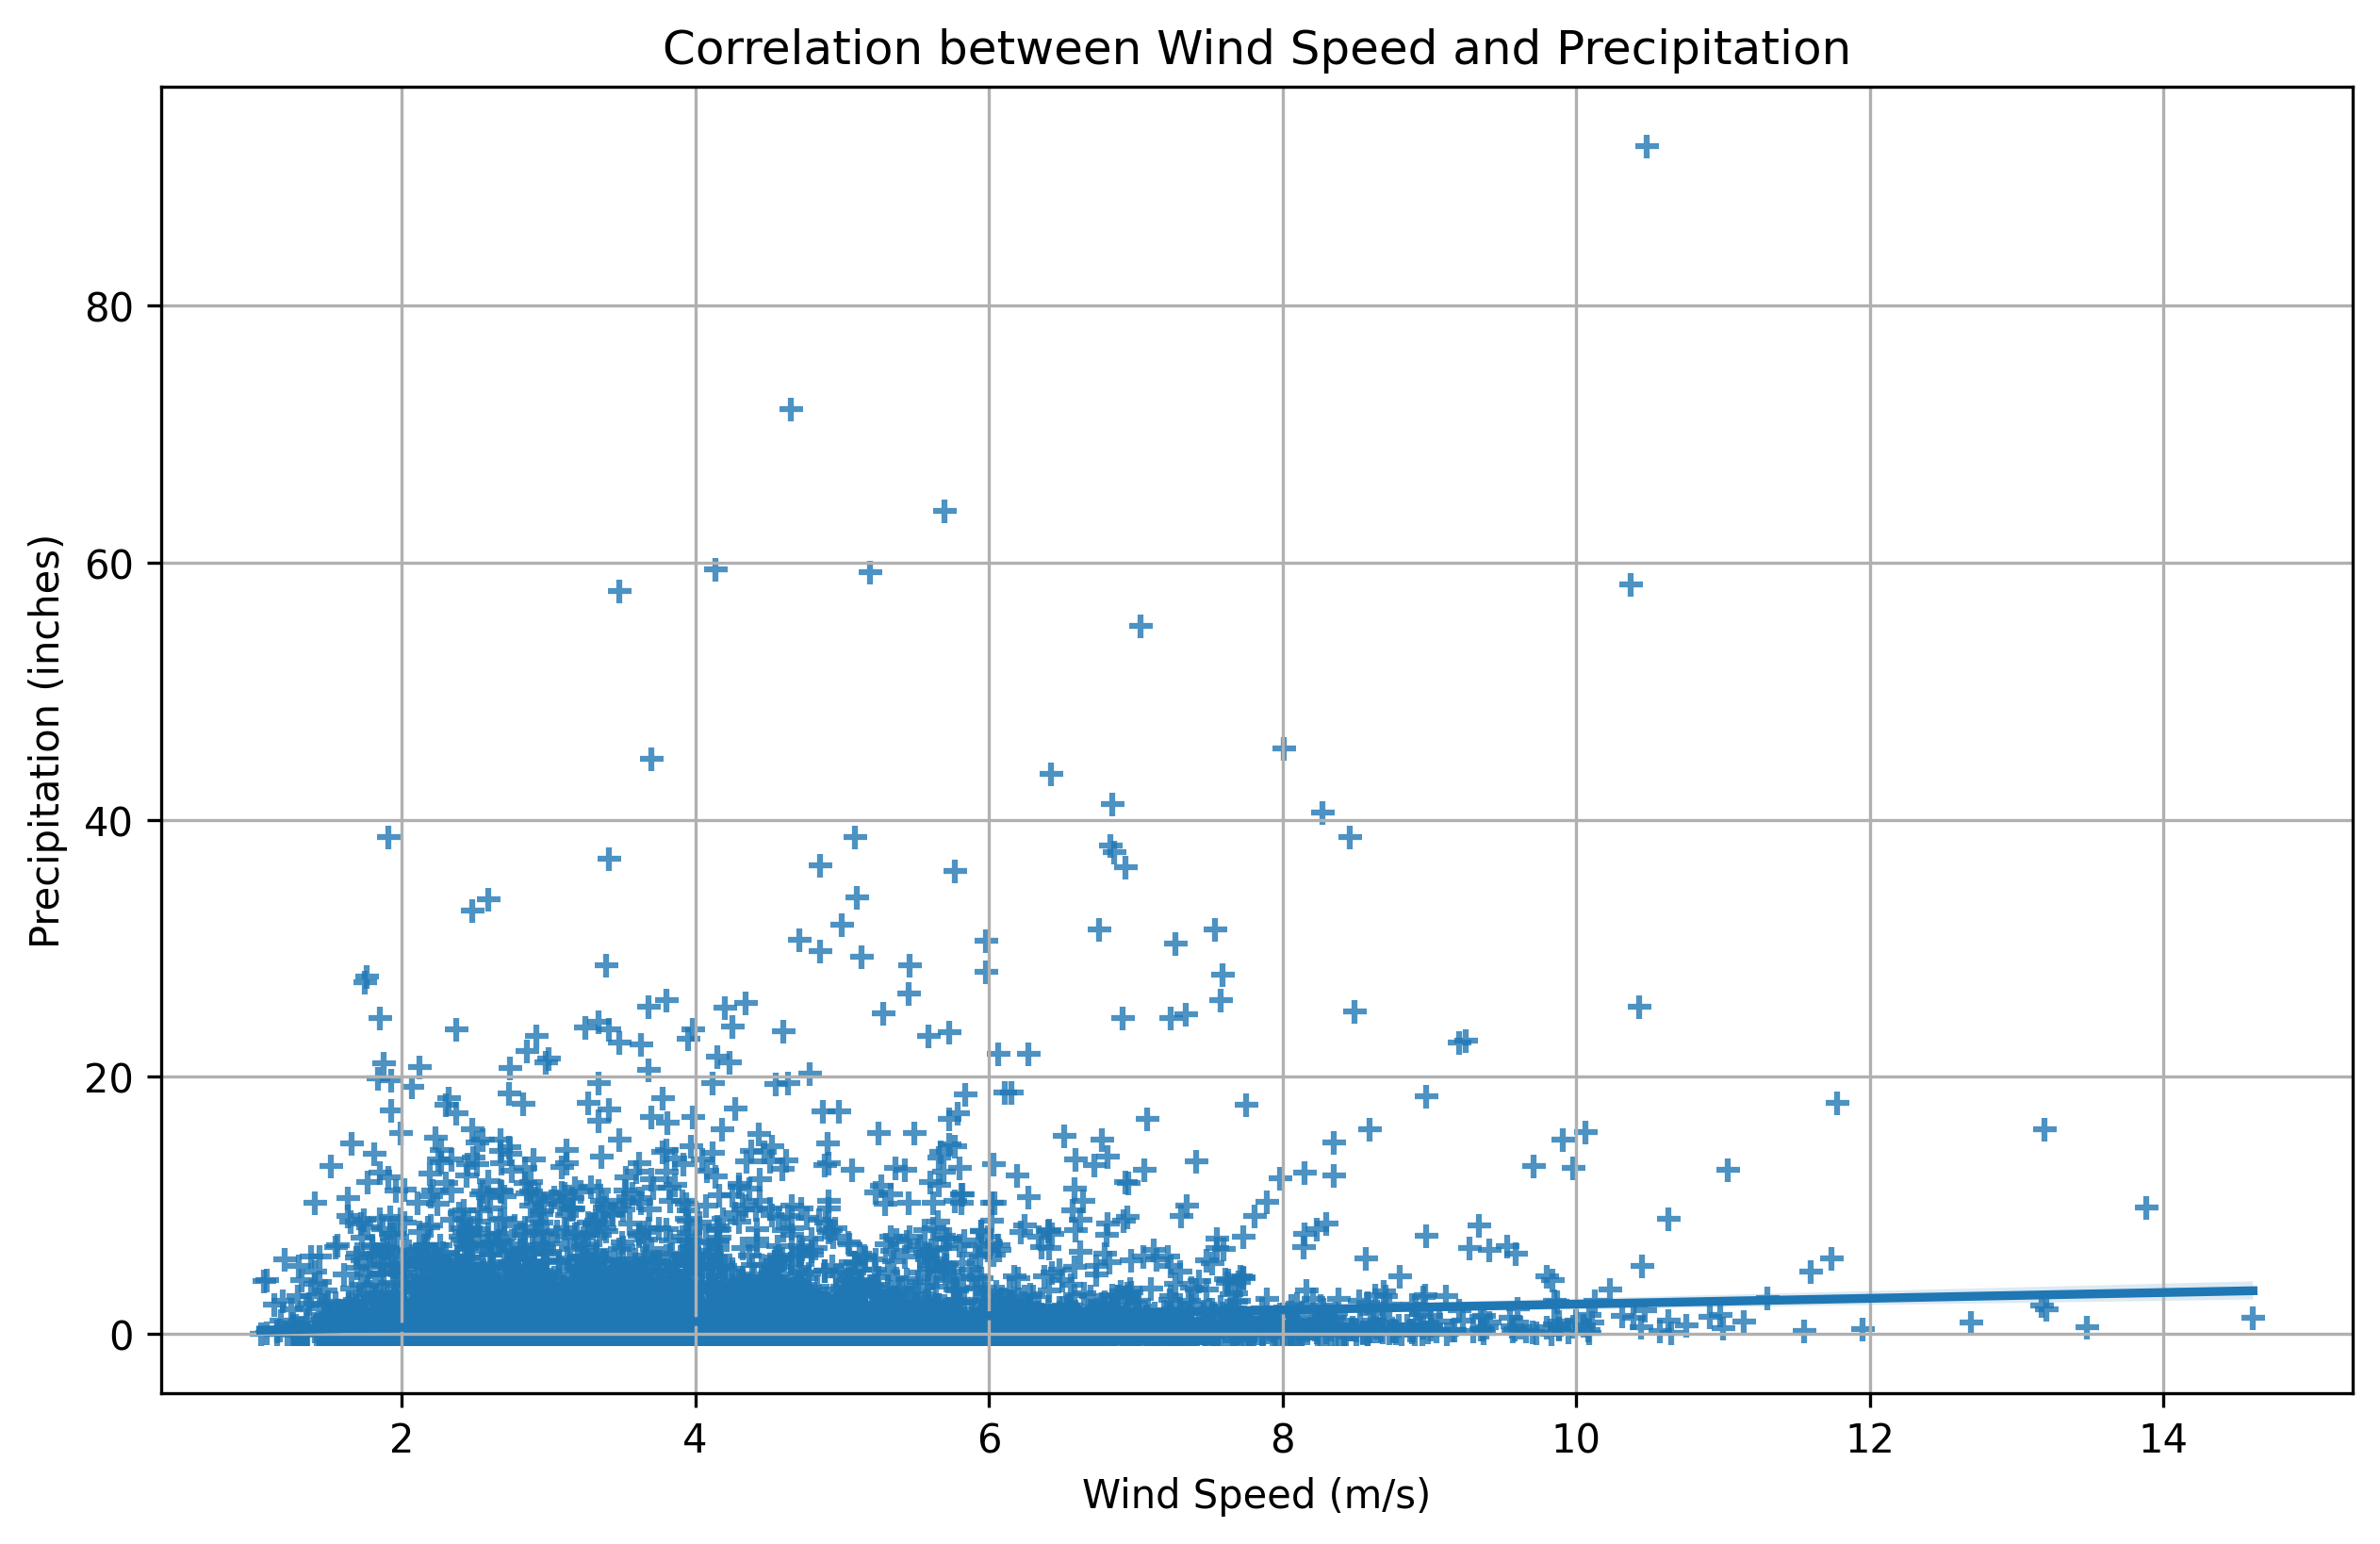 Correlation between Wind Speed and Precipitation
80
60
40
20
0
Precipitation (inches)
2 4 6 8 10 12 14
Wind Speed (m/s)